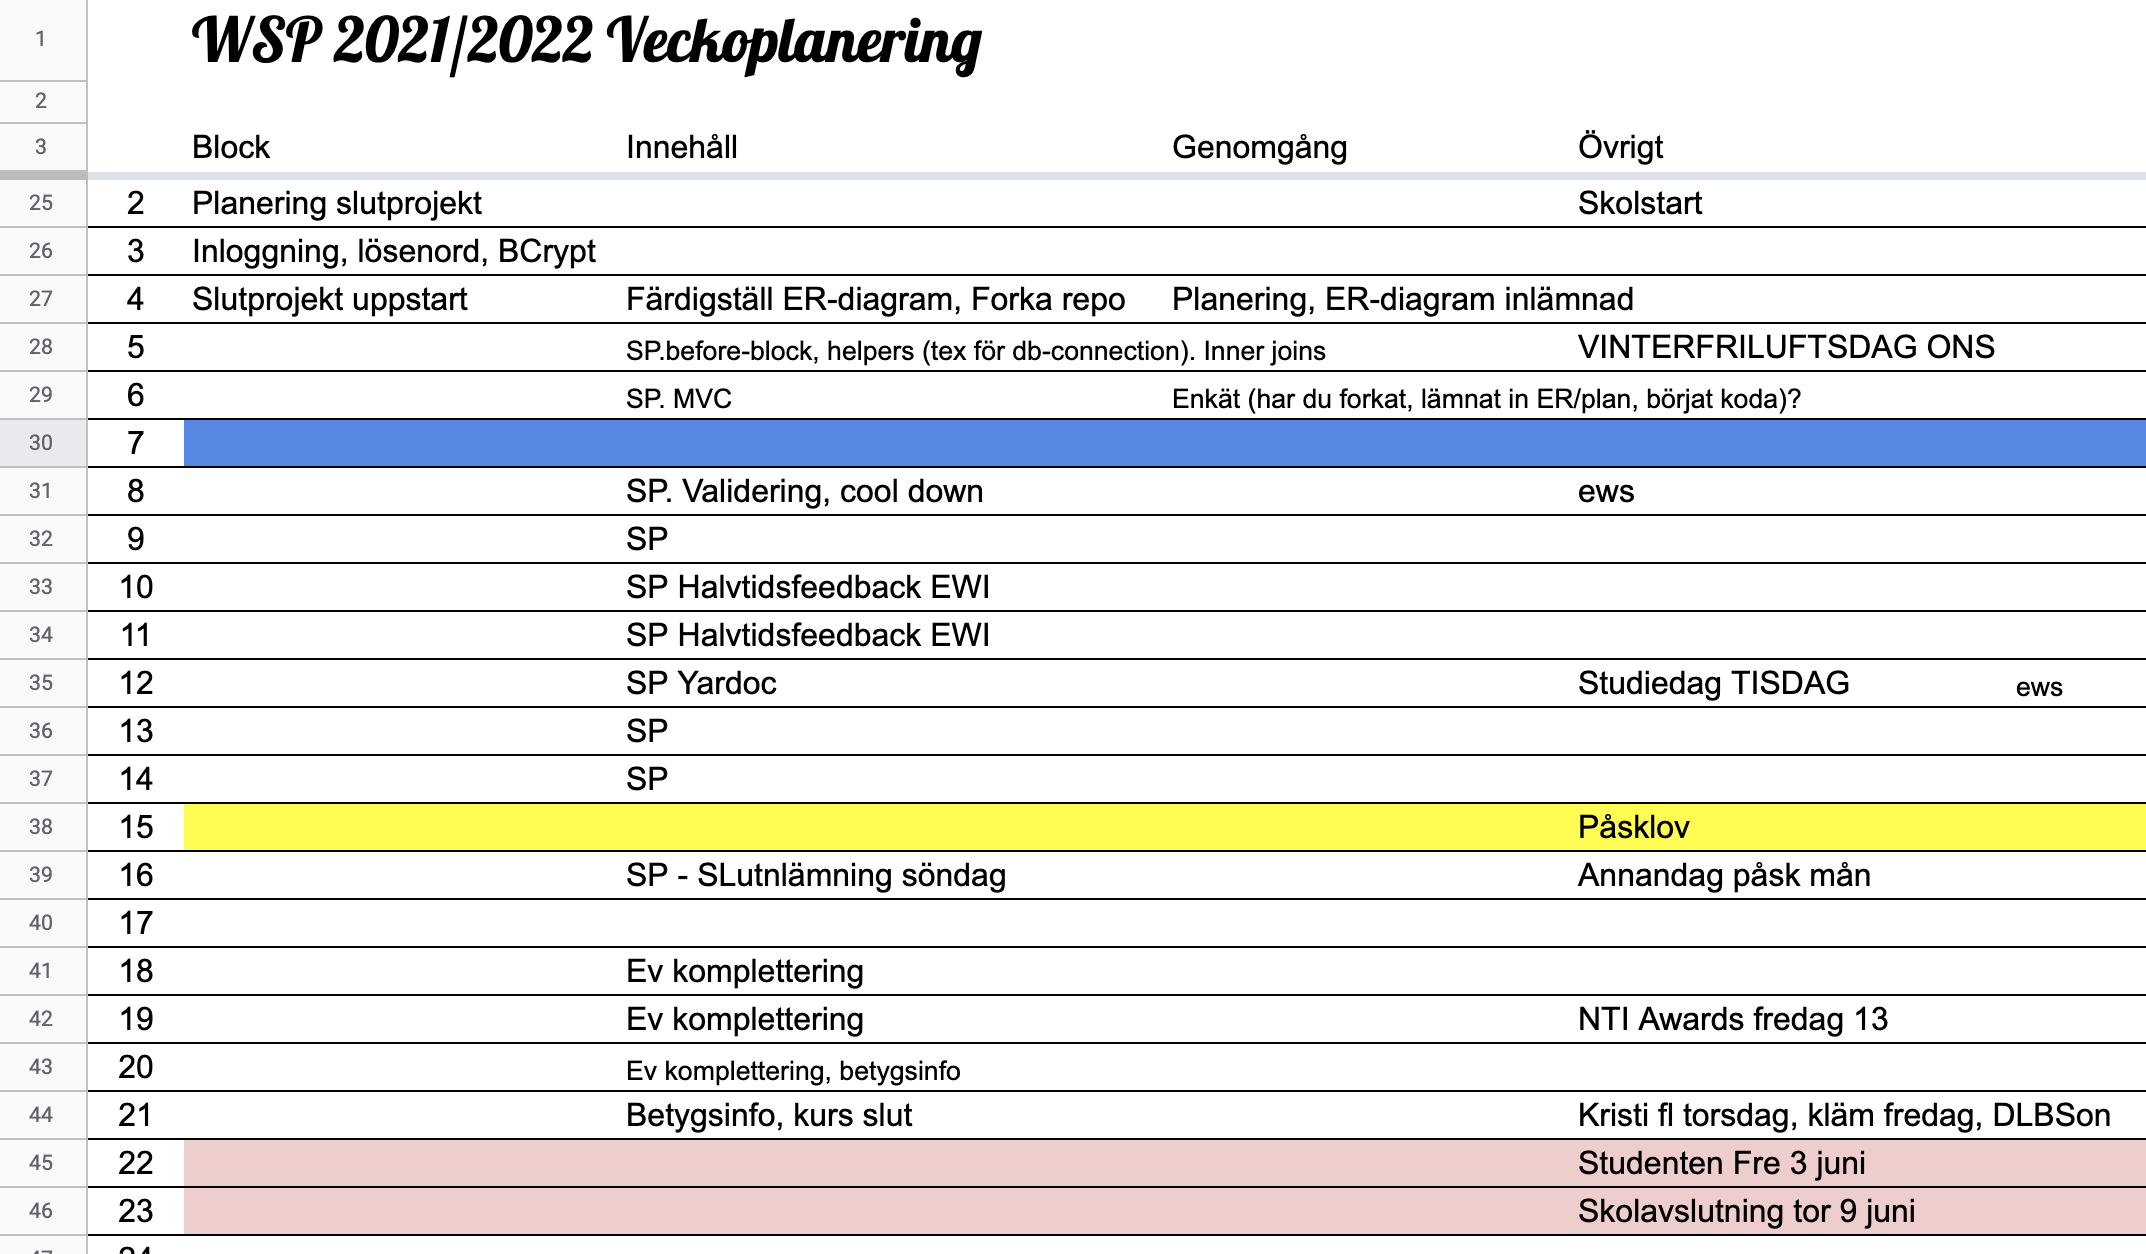 1 WSP 2021/2022 Veckoplanering
2
3 Block Innehåll Genomgång Övrigt
25 2 Planering slutprojekt Skolstart
26 3 Inloggning, lösenord, BCrypt
27 4 Slutprojekt uppstart Färdigställ ER-diagram, Forka repo Planering, ER-diagram inlämnad
28 5 SP.before-block, helpers (tex för db-connection). Inner joins VINTERFRILUFTSDAG ONS
29 6 SP. MVC Enkät (har du forkat, lämnat in ER/plan, börjat koda)?
30 7
31 8 SP. Validering, cool down ews
32 9 SP
33 10 SP Halvtidsfeedback EWI
34 11 SP Halvtidsfeedback EWI
35 12 SP Yardoc Studiedag TISDAG ews
36 13 SP
37 14 SP
38 15 Påsklov
39 16 SP - SLutnlämning söndag Annandag påsk mån
40 17
41 18 Ev komplettering
42 19 Ev komplettering NTI Awards fredag 13
43 20 Ev komplettering, betygsinfo
44 21 Betygsinfo, kurs slut Kristi fl torsdag, kläm fredag, DLBSon
45 22 Studenten Fre 3 juni
46 23 Skolavslutning tor 9 juni